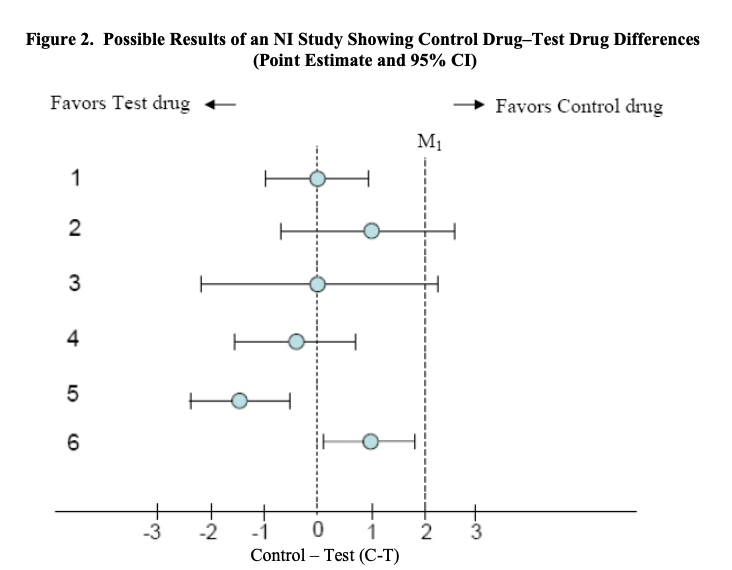 Figure 2. Possible Results of an NI Study Showing Control Drug–Test Drug Differences
(Point Estimate and 95% CI)
Favors Test drug
Favors Control drug
M1
1
2
3
4
5
6
-3 -2 -1 0 1 2 3
Control – Test (C-T)